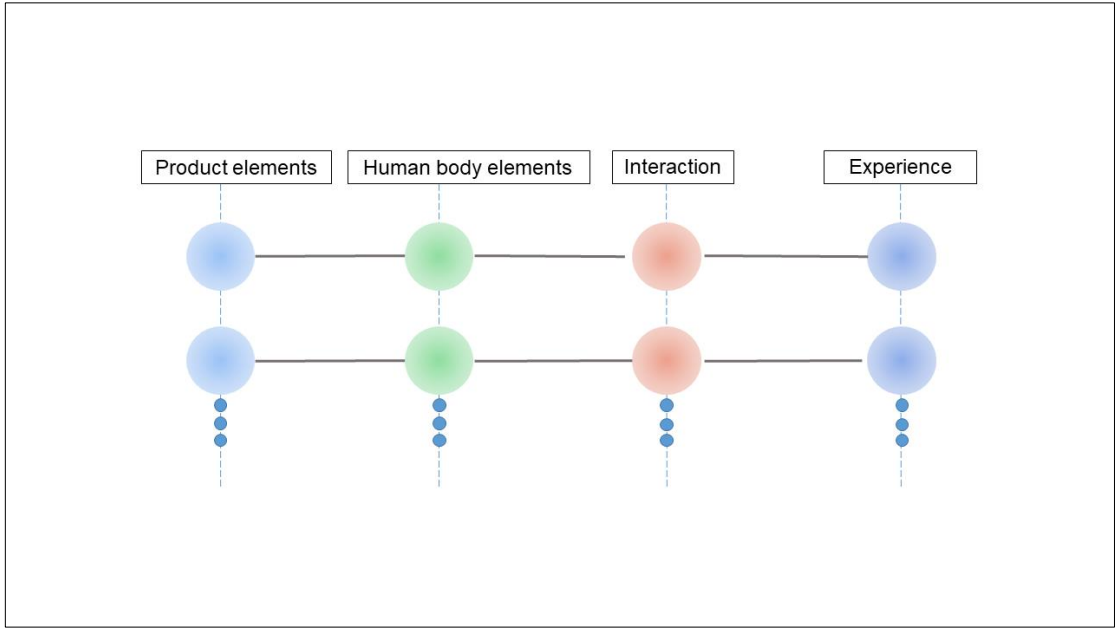 Product elements
Human body elements
Interaction
Experience